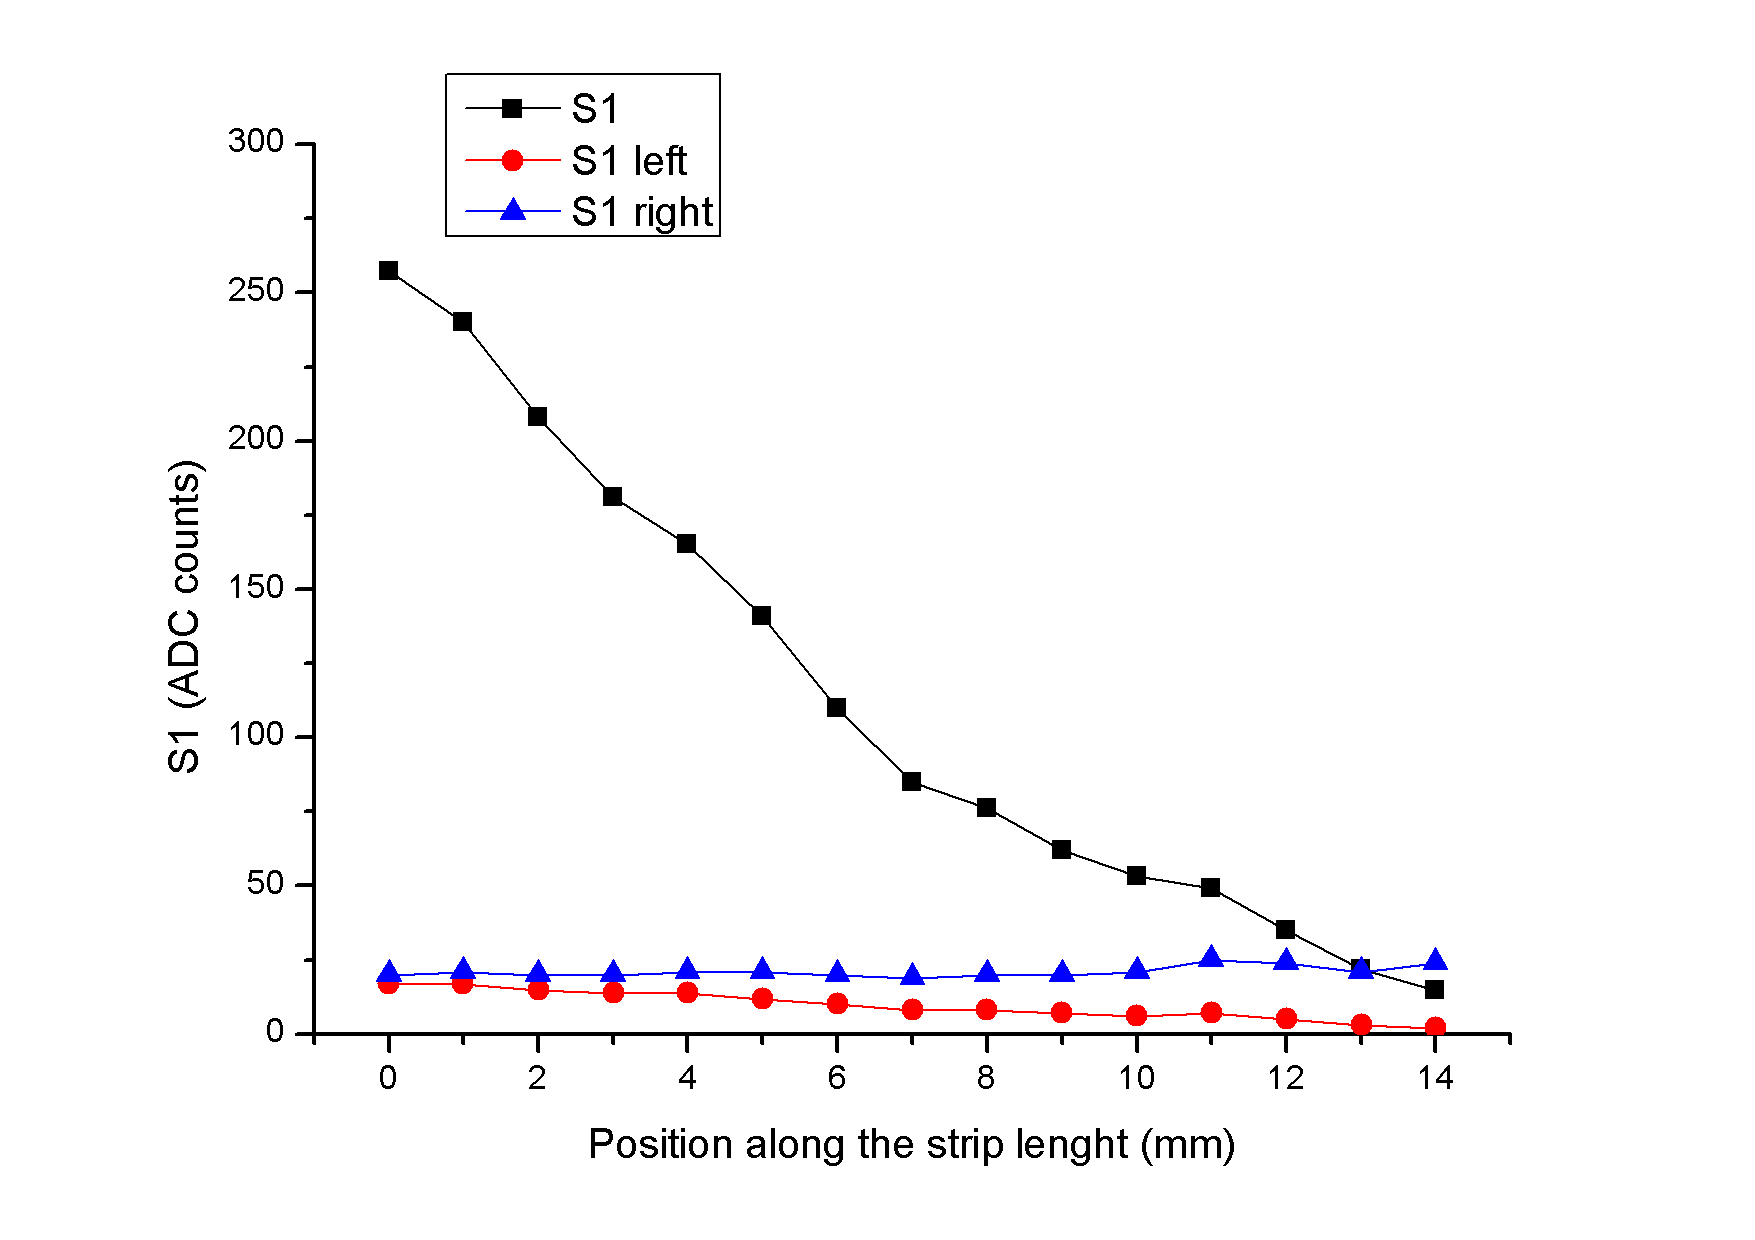 S1
S1 left
S1 right
300
250
200
150
100
50
0
S1 (ADC counts)
0 2 4 6 8 10 12 14
Position along the strip lenght (mm)